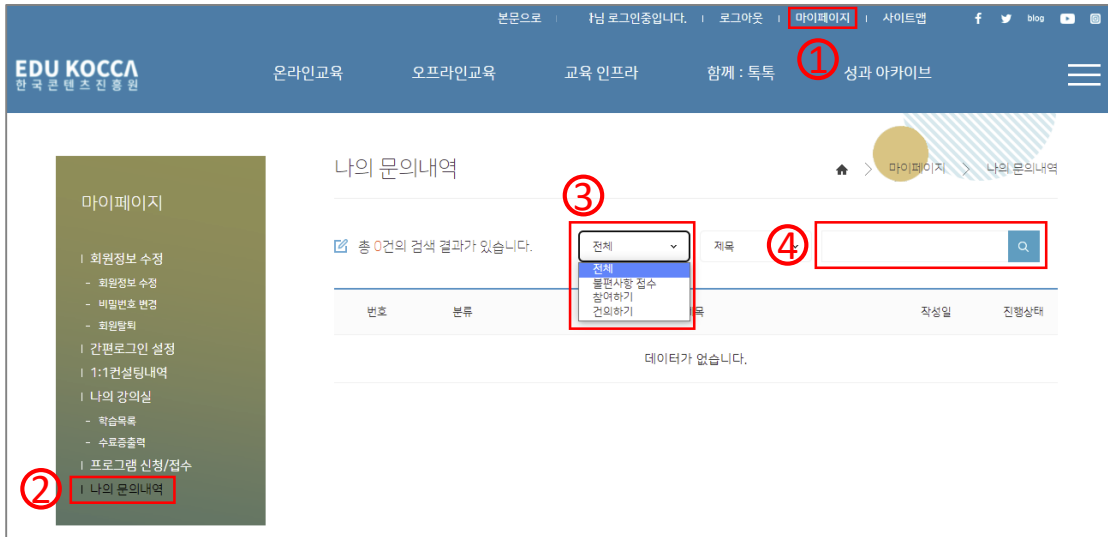 본문으로 님 로그인중입니다. 로그아웃 마이페이지 사이트맵 f blog
①
EDU KOCCA
한국콘텐츠진흥원
온라인교육 오프라인교육 교육 인프라 함께 : 톡톡 성과 아카이브
나의 문의내역
마이페이지 > 나의 문의내역
마이페이지
회원정보 수정
- 회원정보 수정
- 비밀번호 변경
- 회원탈퇴
간편로그인 설정
1:1컨설팅내역
나의 강의실
- 학습목록
- 수료증출력
프로그램 신청/접수
② 나의 문의내역
③
총 0건의 검색 결과가 있습니다. 전체 제목 ④
전체
불편사항 접수
참여하기
건의하기
번호 분류 작성일 진행상태
데이터가 없습니다.